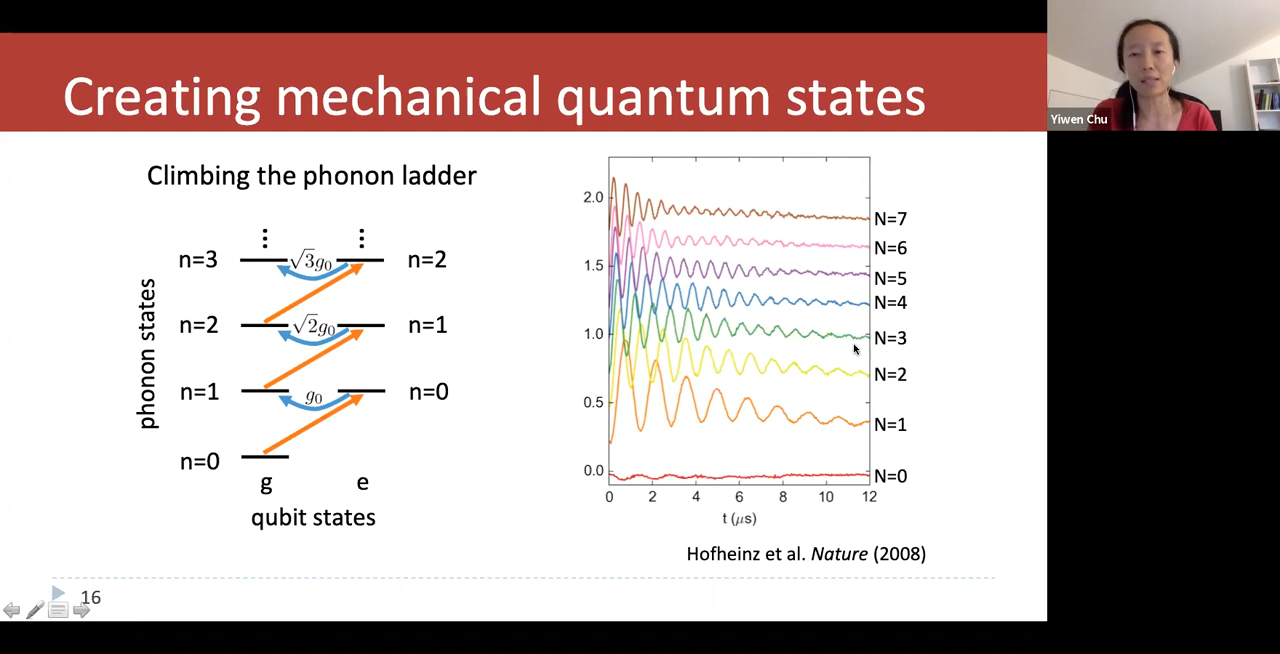 Creating mechanical quantum states
Yiwen Chu
Climbing the phonon ladder
phonon states
n=3 √3g₀ n=2
n=2 √2g₀ n=1
n=1 g₀ n=0
n=0
g e
qubit states
2.0
1.5
1.0
0.5
0.0
N=7
N=6
N=5
N=4
N=3
N=2
N=1
N=0
0 2 4 6 8 10 12
t (μs)
Hofheinz et al. Nature (2008)
16